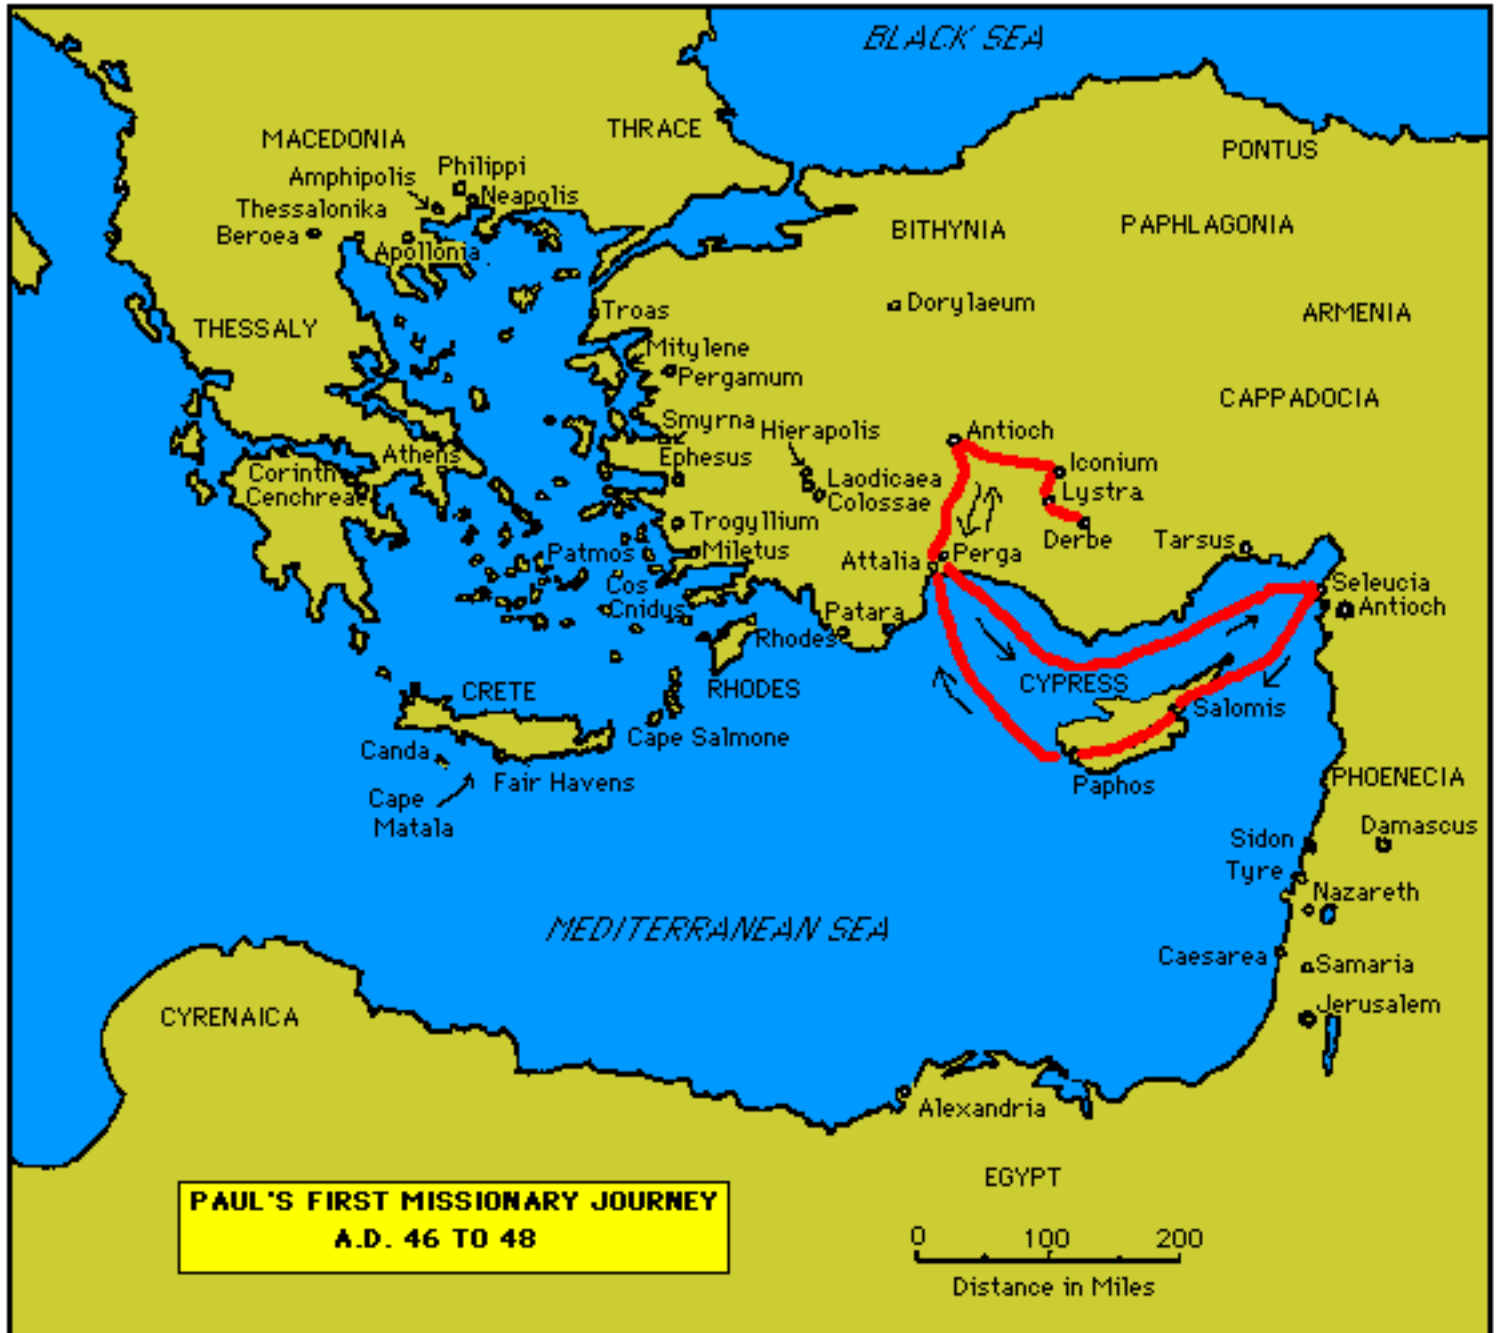 BLACK SEA
THRACE
MACEDONIA
PONTUS
Philippi
Amphipolis
Neapolis
Thessalonika
PAPHLAGONIA
BITHYNIA
Beroea
Apollonia
Dorylaeum
Troas
ARMENIA
THESSALY
Mitylene
Pergamum
CAPPADOCIA
Smyrna
Hierapolis
Antioch
Athens
Ephesus
Iconium
Corinth
Laodicaea
Lystra
Cenchreae
Colossae
Trogyllium
Derbe
Tarsus
Patmos
Miletus
Attalia
Perga
Cos
Seleucia
Cnidus
Patara
Antioch
Rhodes
CRETE
RHODES
CYPRESS
Salomis
Canda
Cape Salmone
Fair Havens
Paphos
PHOENECIA
Cape
Matala
Sidon
Damascus
Tyre
Nazareth
MEDITERRANEAN SEA
Caesarea
Samaria
Jerusalem
CYRENAICA
Alexandria
EGYPT
PAUL'S FIRST MISSIONARY JOURNEY
A.D. 46 TO 48
0 100 200
Distance in Miles